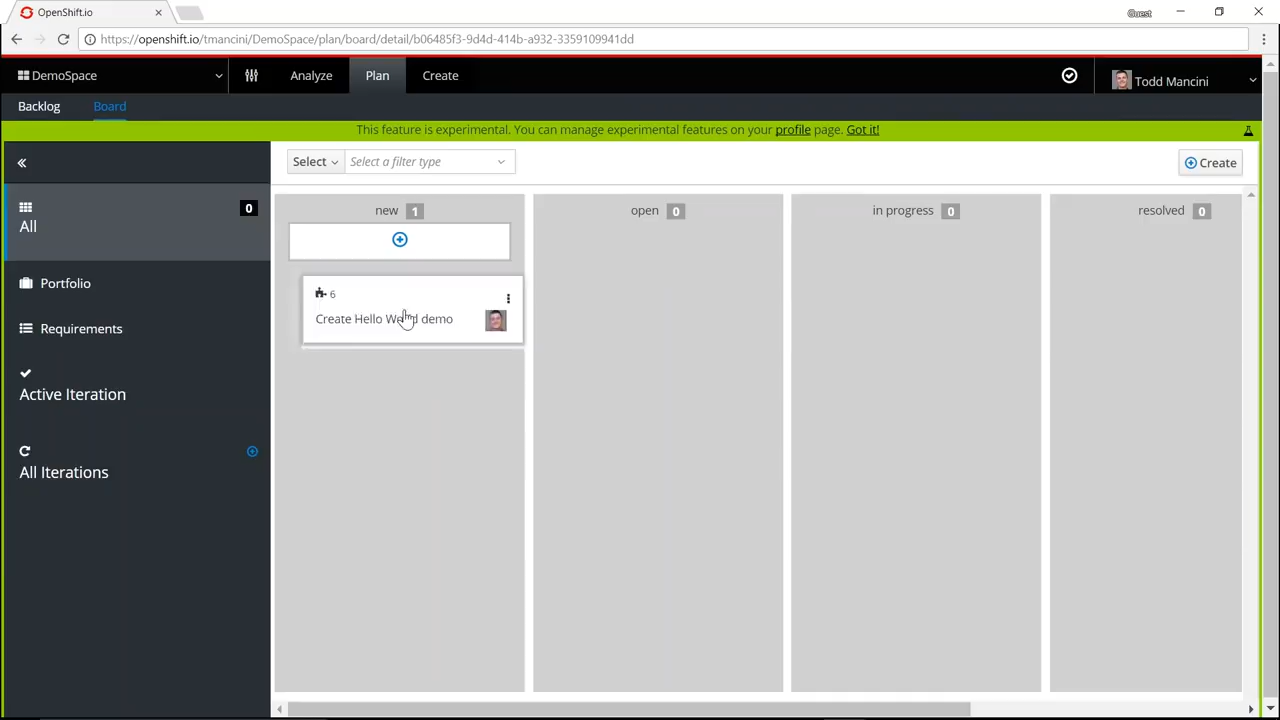 OpenShift.io
Guest
https://openshift.io/tmancini/DemoSpace/plan/board/detail/b06485f3-9d4d-414b-a932-3359109941dd
DemoSpace
Analyze
Plan
Create
Todd Mancini
Backlog
Board
This feature is experimental. You can manage experimental features on your profile page. Got it!
Select
Select a filter type
Create
All
0
Portfolio
Requirements
Active Iteration
All Iterations
new 1
open 0
in progress 0
resolved 0
6
Create Hello World demo